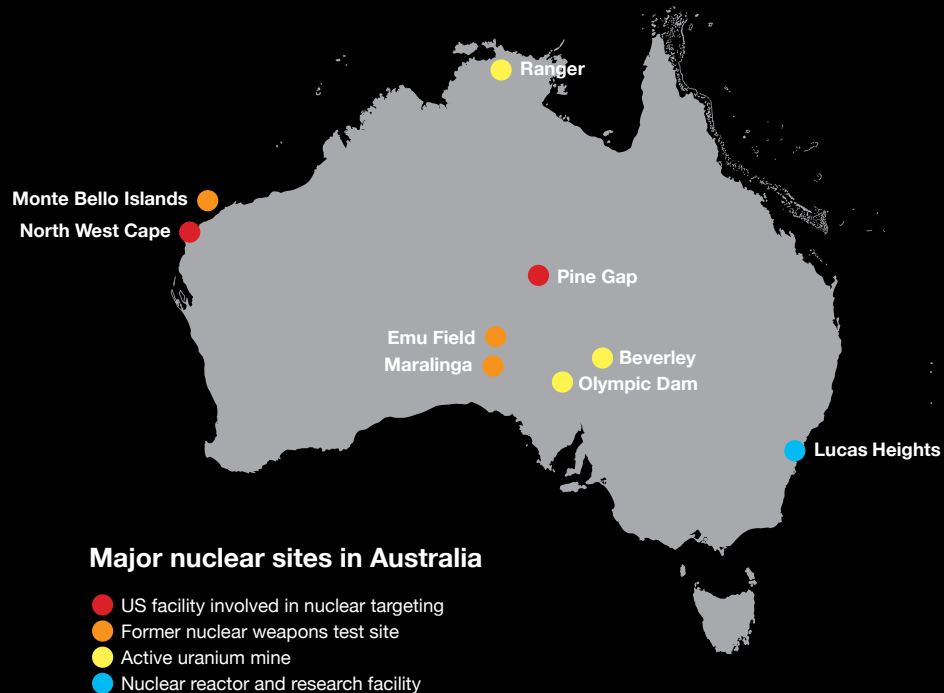 Ranger
Monte Bello Islands
North West Cape
Pine Gap
Emu Field
Maralinga
Beverley
Olympic Dam
Lucas Heights
Major nuclear sites in Australia
US facility involved in nuclear targeting
Former nuclear weapons test site
Active uranium mine
Nuclear reactor and research facility